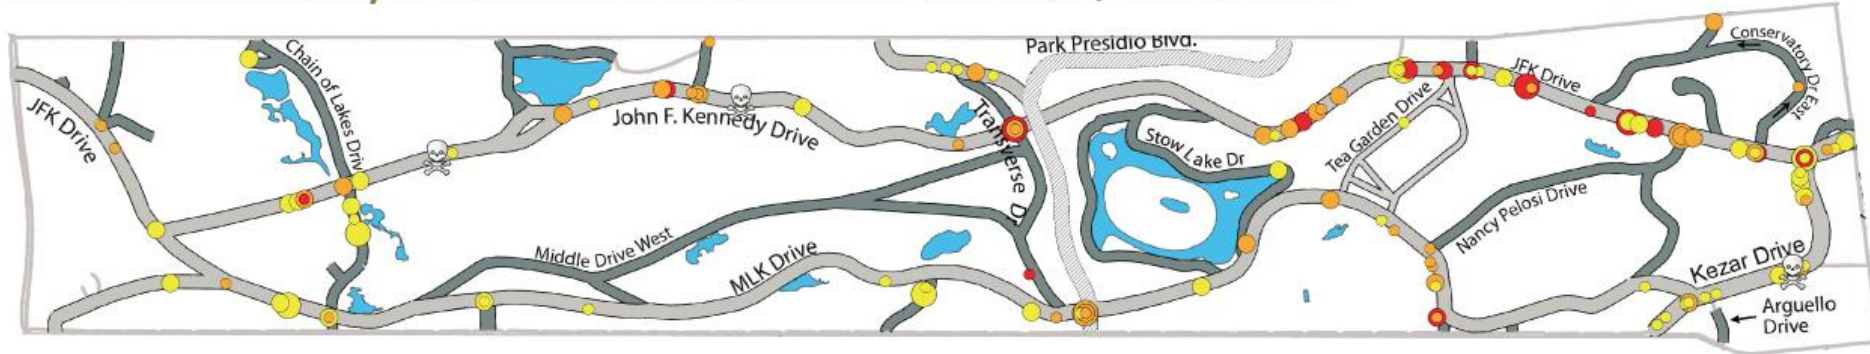 Park Presidio Blvd.
Conservatory Dr East
Chain of Lakes Driv
JFK Drive
JFK Drive
John F. Kennedy Drive
Transverse Dr
Tea Garden Drive
Stow Lake Dr
Nancy Pelosi Drive
Middle Drive West
MLK Drive
Kezar Drive
Arguello
Drive